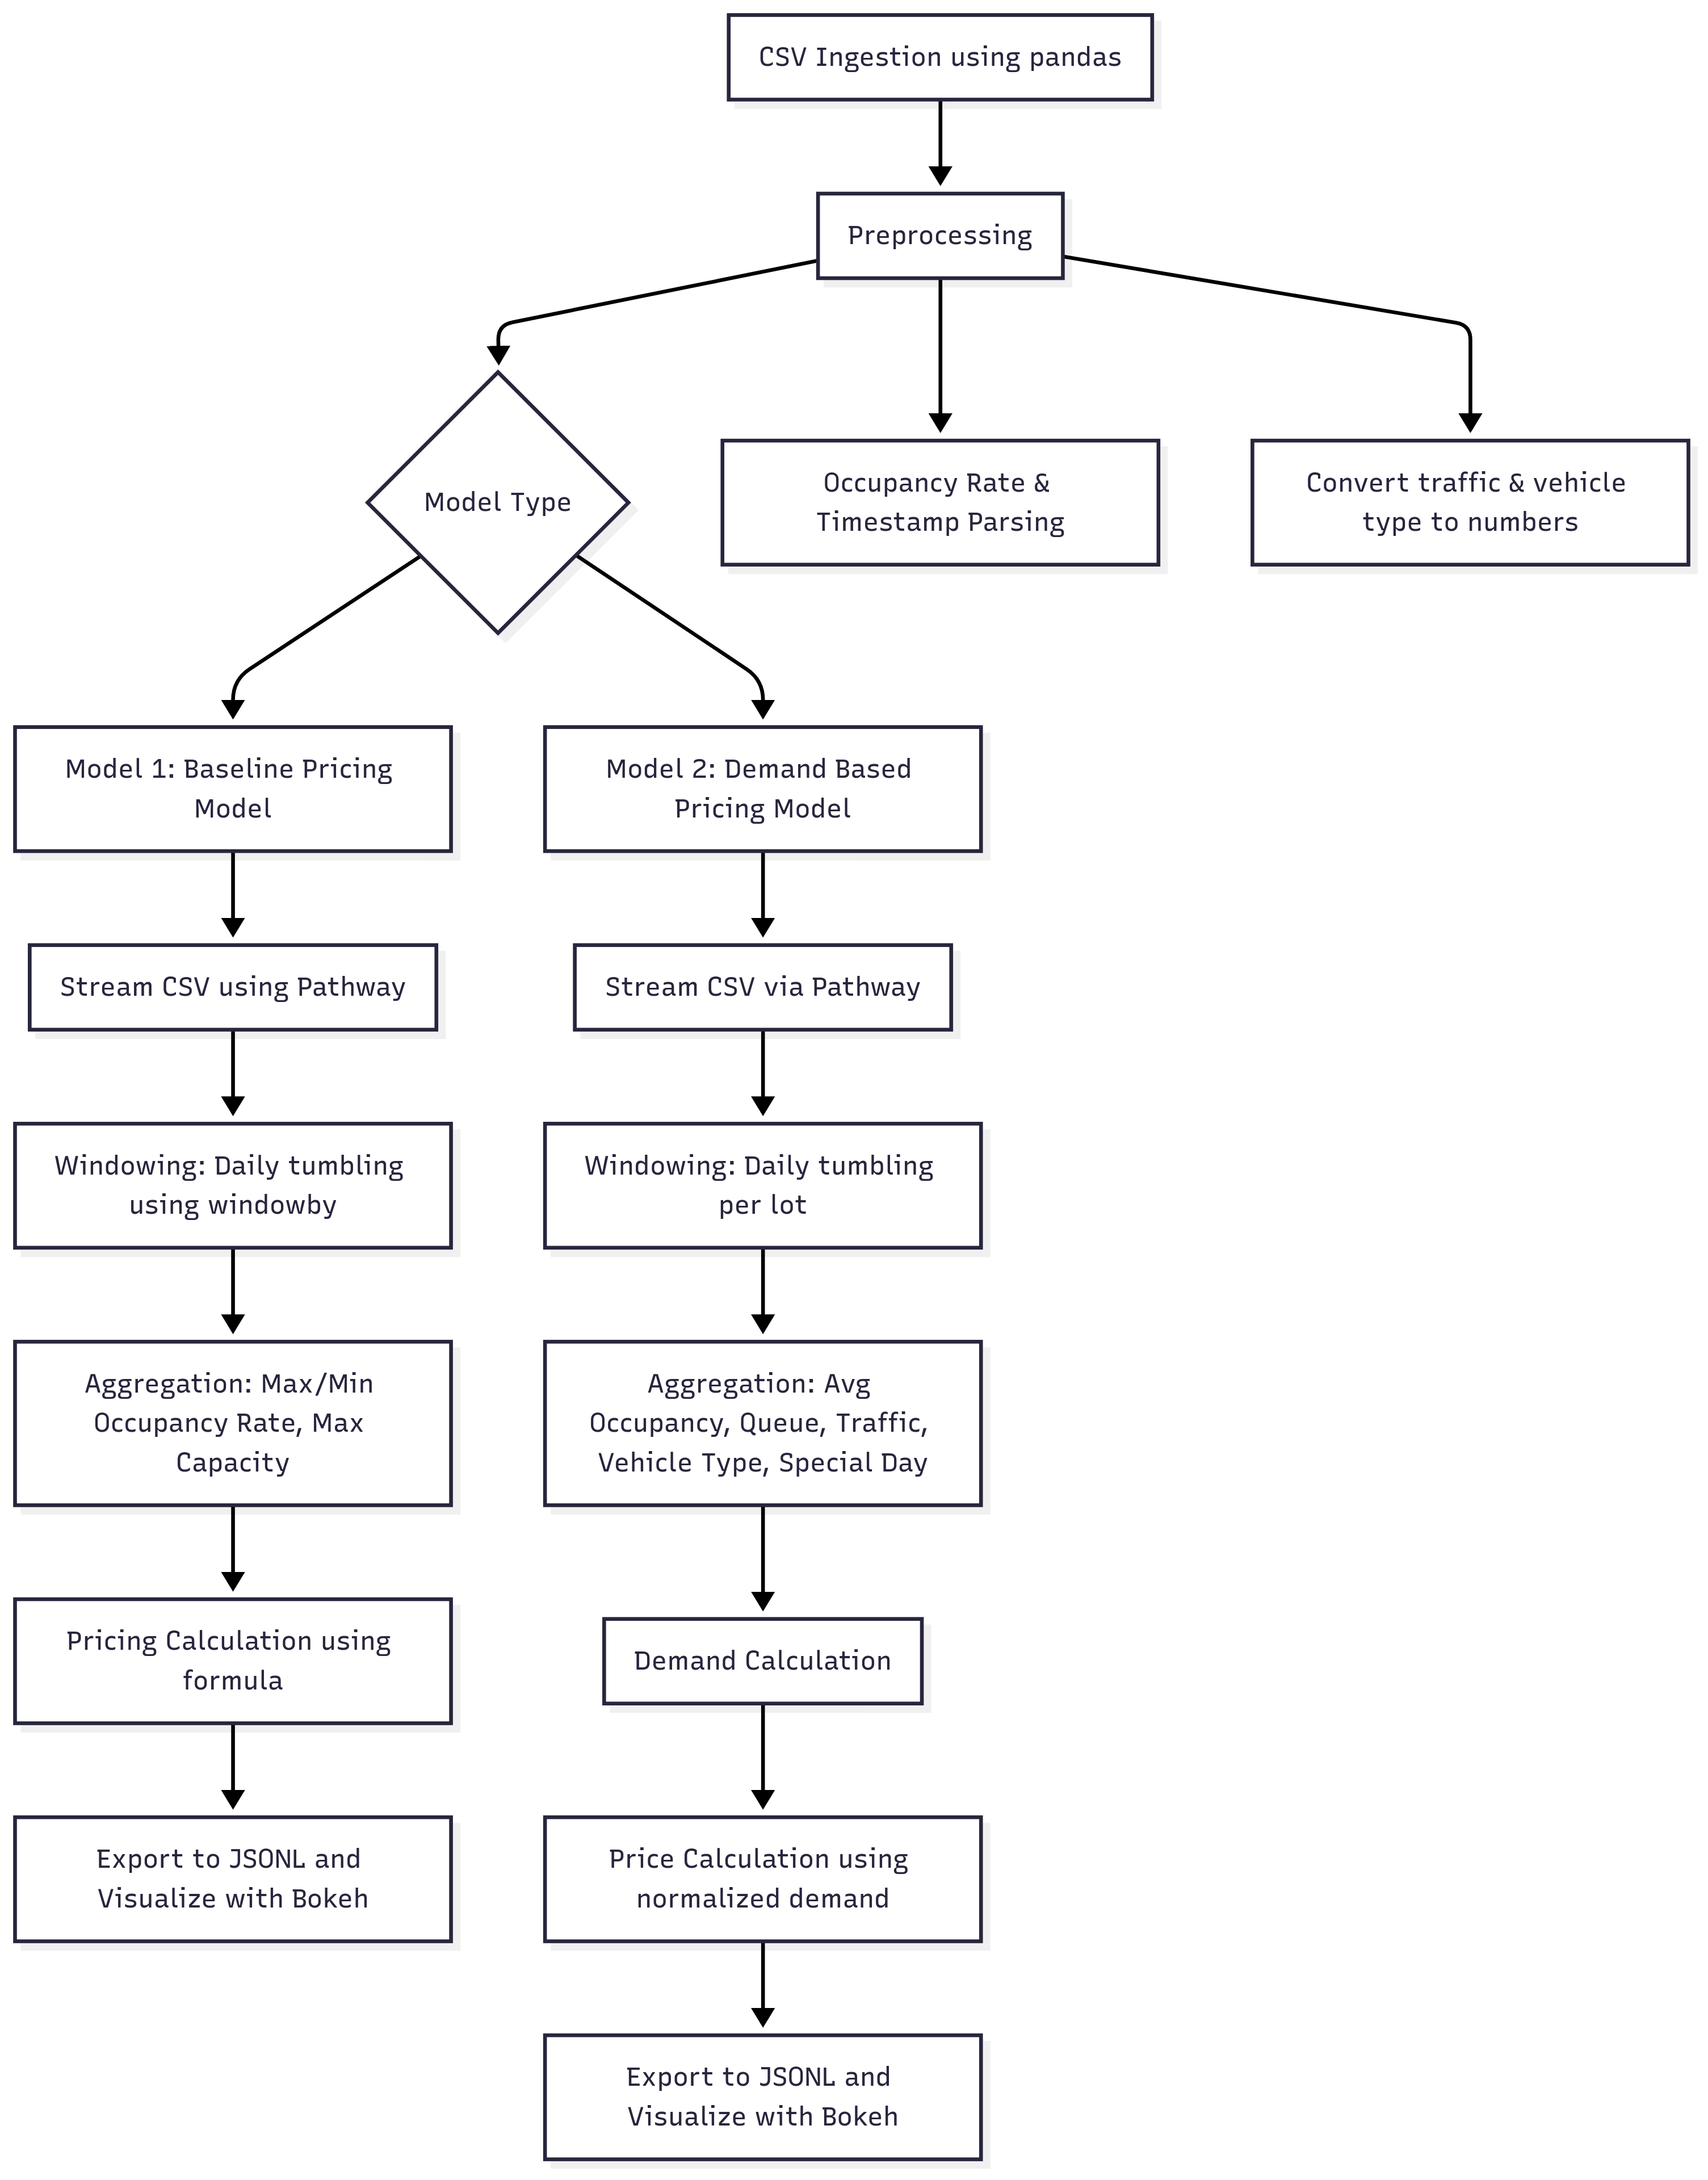 CSV Ingestion using pandas
Preprocessing
Model Type
Occupancy Rate &
Timestamp Parsing
Convert traffic & vehicle
type to numbers
Model 1: Baseline Pricing
Model
Model 2: Demand Based
Pricing Model
Stream CSV using Pathway
Stream CSV via Pathway
Windowing: Daily tumbling
using windowby
Windowing: Daily tumbling
per lot
Aggregation: Max/Min
Occupancy Rate, Max
Capacity
Aggregation: Avg
Occupancy, Queue, Traffic,
Vehicle Type, Special Day
Pricing Calculation using
formula
Demand Calculation
Export to JSONL and
Visualize with Bokeh
Price Calculation using
normalized demand
Export to JSONL and
Visualize with Bokeh